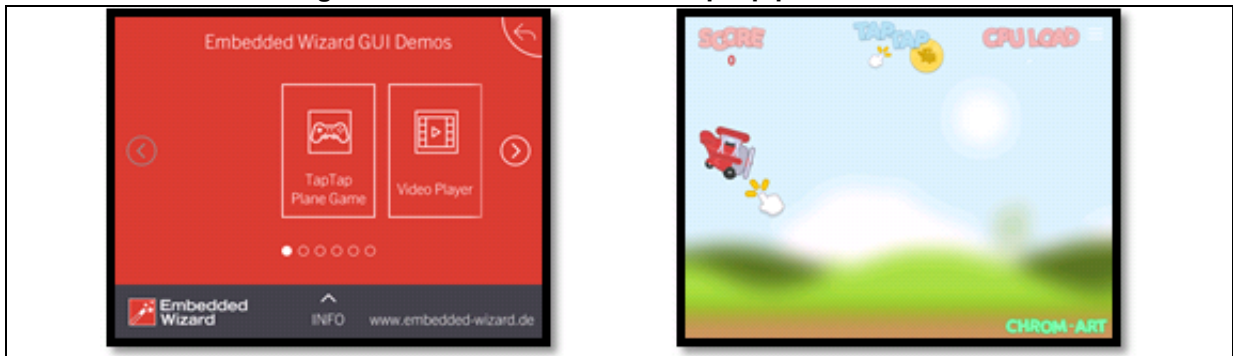 Embedded Wizard GUI Demos
TapTap
Plane Game
Video Player
Embedded
Wizard
INFO
www.embedded-wizard.de
SCORE
0
TAP
TAP
CPU LOAD
CHROM-ART